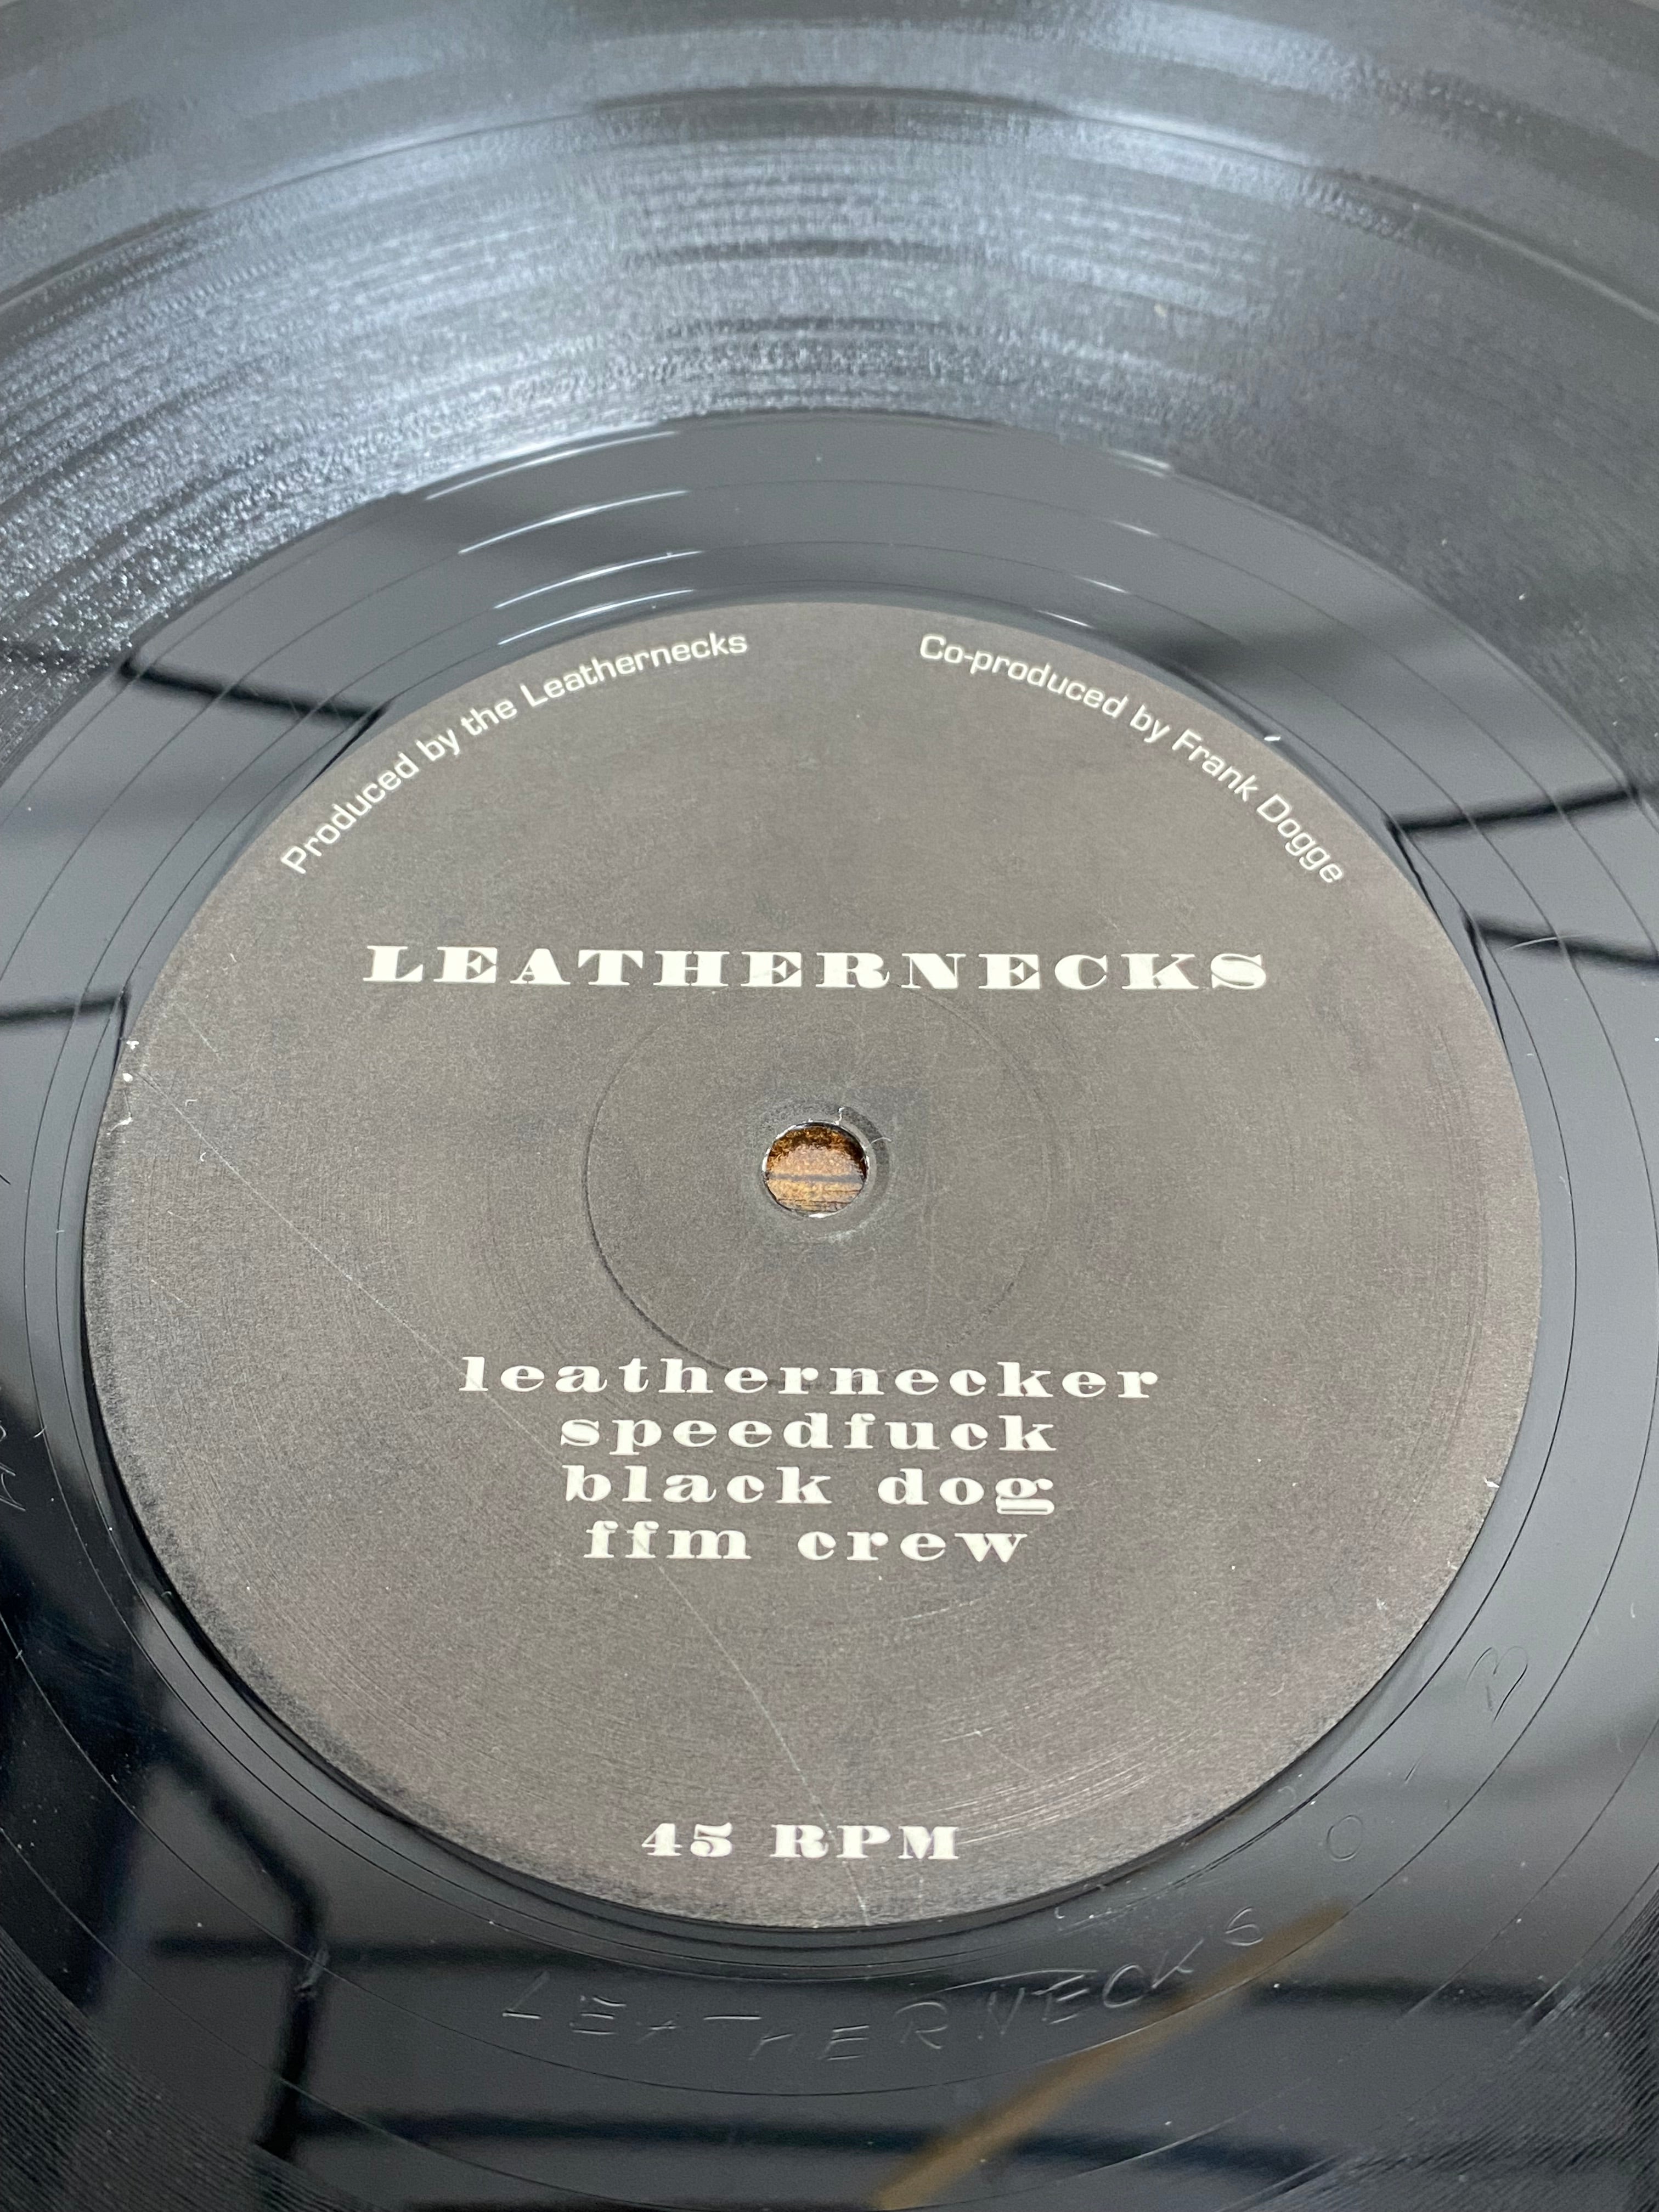 Produced by the Leathernecks
Co-produced by Frank Dogge
LEATHERNECKS
leathernecker
speedfuck
black dog
ffm crew
45 RPM
LEATHERNECKS